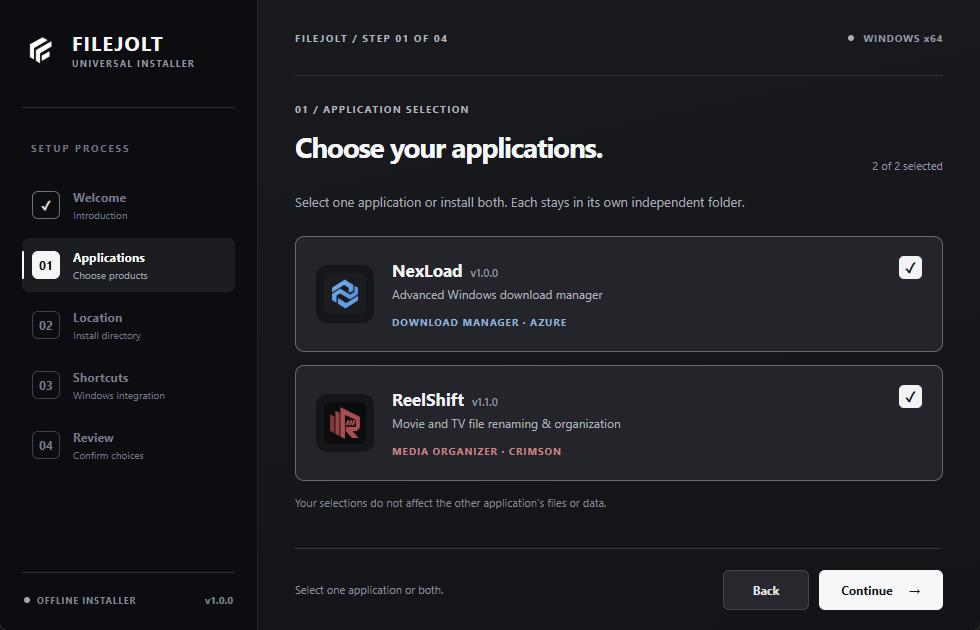 FILEJOLT
UNIVERSAL INSTALLER
SETUP PROCESS
✓ Welcome
Introduction
01 Applications
Choose products
02 Location
Install directory
03 Shortcuts
Windows integration
04 Review
Confirm choices
OFFLINE INSTALLER v1.0.0
FILEJOLT / STEP 01 OF 04
WINDOWS x64
01 / APPLICATION SELECTION
Choose your applications.
2 of 2 selected
Select one application or install both. Each stays in its own independent folder.
NexLoad v1.0.0
Advanced Windows download manager
DOWNLOAD MANAGER · AZURE
ReelShift v1.1.0
Movie and TV file renaming & organization
MEDIA ORGANIZER · CRIMSON
Your selections do not affect the other application's files or data.
Select one application or both.
Back
Continue →